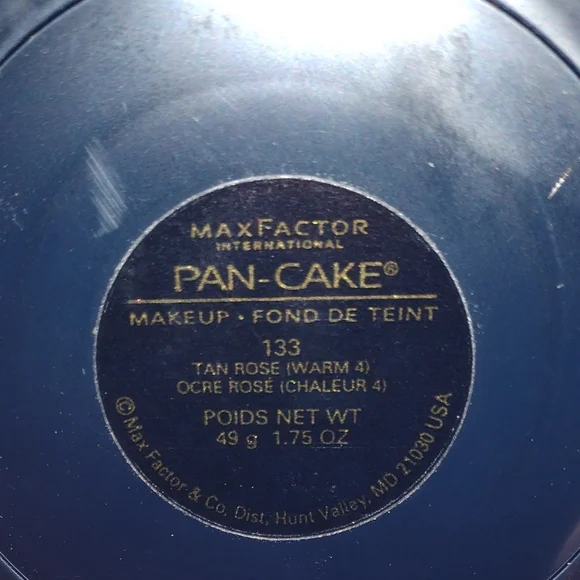 MAXFACTOR
INTERNATIONAL
PAN-CAKE®
MAKEUP • FOND DE TEINT
133
TAN ROSE (WARM 4)
OCRE ROSÉ (CHALEUR 4)
POIDS NET WT
49 g 1.75 OZ
© Max Factor & Co. Dist, Hunt Valley, MD 21030 USA